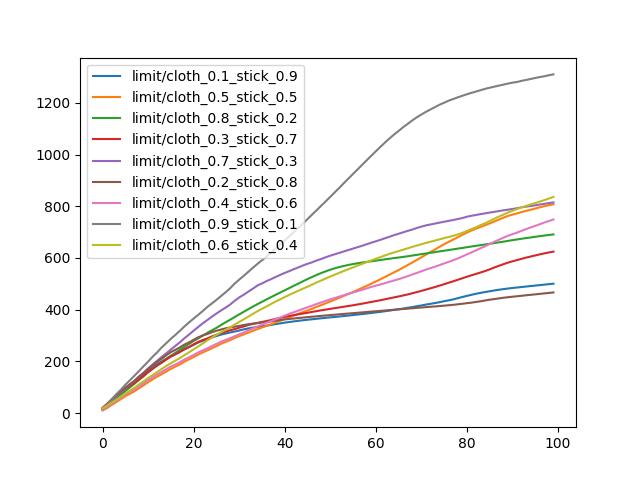 limit/cloth_0.1_stick_0.9
limit/cloth_0.5_stick_0.5
limit/cloth_0.8_stick_0.2
limit/cloth_0.3_stick_0.7
limit/cloth_0.7_stick_0.3
limit/cloth_0.2_stick_0.8
limit/cloth_0.4_stick_0.6
limit/cloth_0.9_stick_0.1
limit/cloth_0.6_stick_0.4
1200
1000
800
600
400
200
0
0 20 40 60 80 100